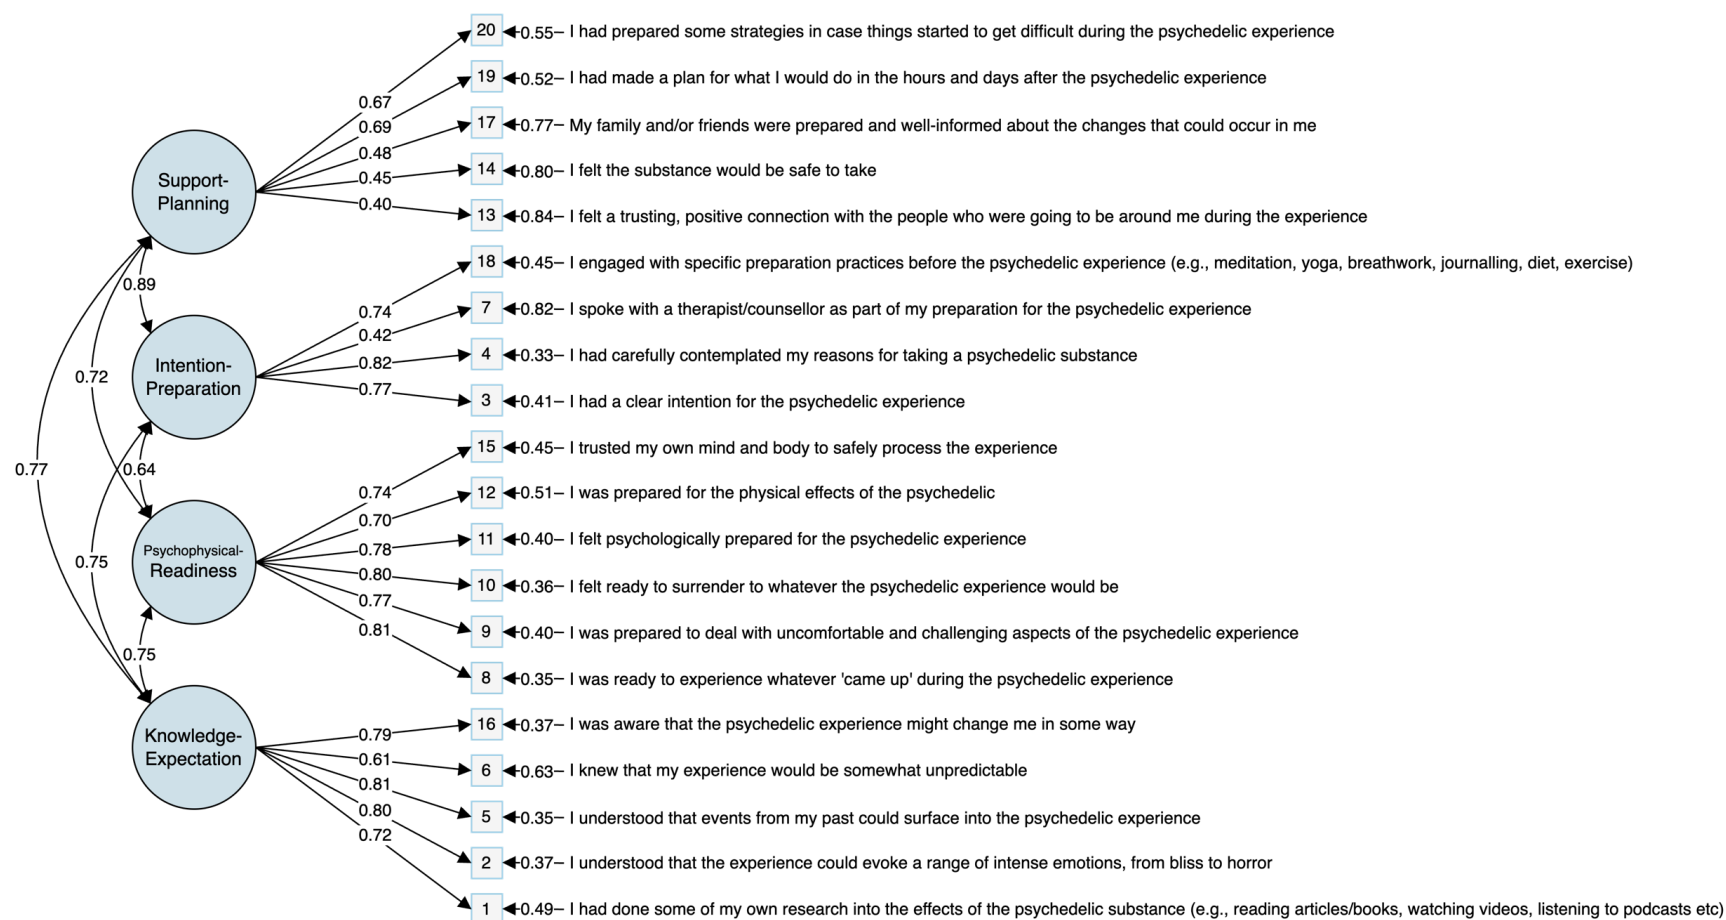 20 0.55 I had prepared some strategies in case things started to get difficult during the psychedelic experience
19 0.52 I had made a plan for what I would do in the hours and days after the psychedelic experience
0.67
0.69
17 0.77 My family and/or friends were prepared and well-informed about the changes that could occur in me
0.48
14 0.80 I felt the substance would be safe to take
0.45
Support-
Planning
0.40
13 0.84 I felt a trusting, positive connection with the people who were going to be around me during the experience
18 0.45 I engaged with specific preparation practices before the psychedelic experience (e.g., meditation, yoga, breathwork, journalling, diet, exercise)
0.89
0.74
7 0.82 I spoke with a therapist/counsellor as part of my preparation for the psychedelic experience
0.42
4 0.33 I had carefully contemplated my reasons for taking a psychedelic substance
0.82
Intention-
Preparation
0.72
0.77
3 0.41 I had a clear intention for the psychedelic experience
15 0.45 I trusted my own mind and body to safely process the experience
0.77
0.64
0.74
12 0.51 I was prepared for the physical effects of the psychedelic
0.70
11 0.40 I felt psychologically prepared for the psychedelic experience
0.78
Psychophysical-
Readiness
0.75
0.80
10 0.36 I felt ready to surrender to whatever the psychedelic experience would be
0.77
0.81
9 0.40 I was prepared to deal with uncomfortable and challenging aspects of the psychedelic experience
0.75
8 0.35 I was ready to experience whatever 'came up' during the psychedelic experience
16 0.37 I was aware that the psychedelic experience might change me in some way
0.79
Knowledge-
Expectation
0.61
6 0.63 I knew that my experience would be somewhat unpredictable
0.81
0.80
5 0.35 I understood that events from my past could surface into the psychedelic experience
0.72
2 0.37 I understood that the experience could evoke a range of intense emotions, from bliss to horror
1 0.49 I had done some of my own research into the effects of the psychedelic substance (e.g., reading articles/books, watching videos, listening to podcasts etc)